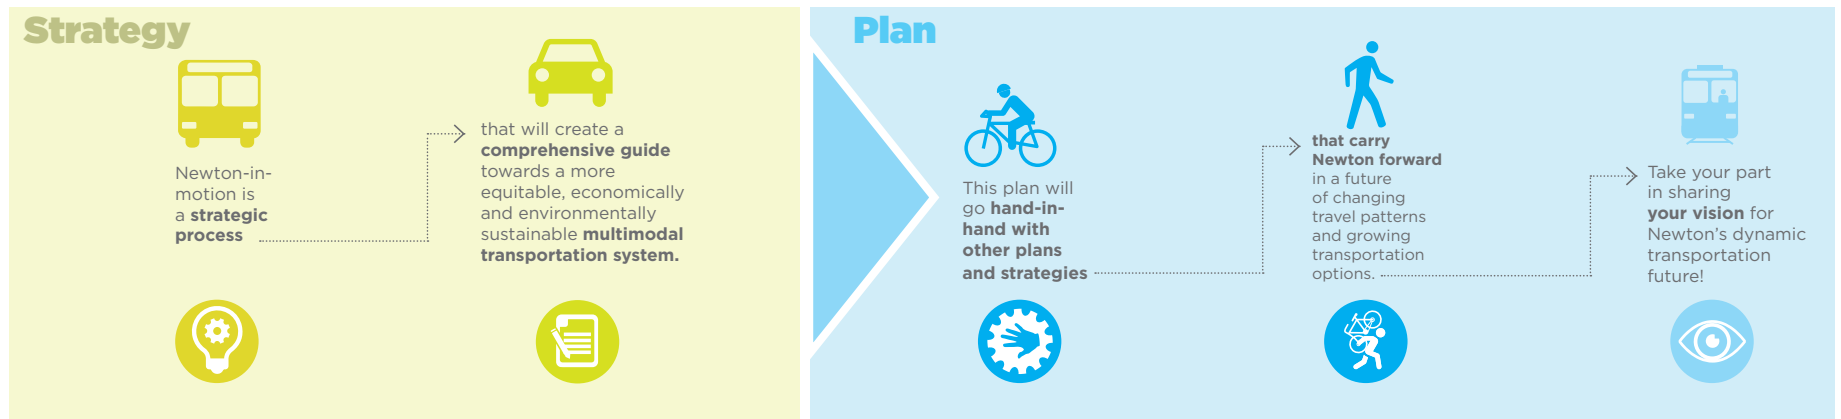 Strategy
Newton-in-
motion is
a strategic
process
that will create a
comprehensive guide
towards a more
equitable, economically
and environmentally
sustainable multimodal
transportation system.
Plan
This plan will
go hand-in-
hand with
other plans
and strategies
that carry
Newton forward
in a future
of changing
travel patterns
and growing
transportation
options.
Take your part
in sharing
your vision for
Newton's dynamic
transportation
future!